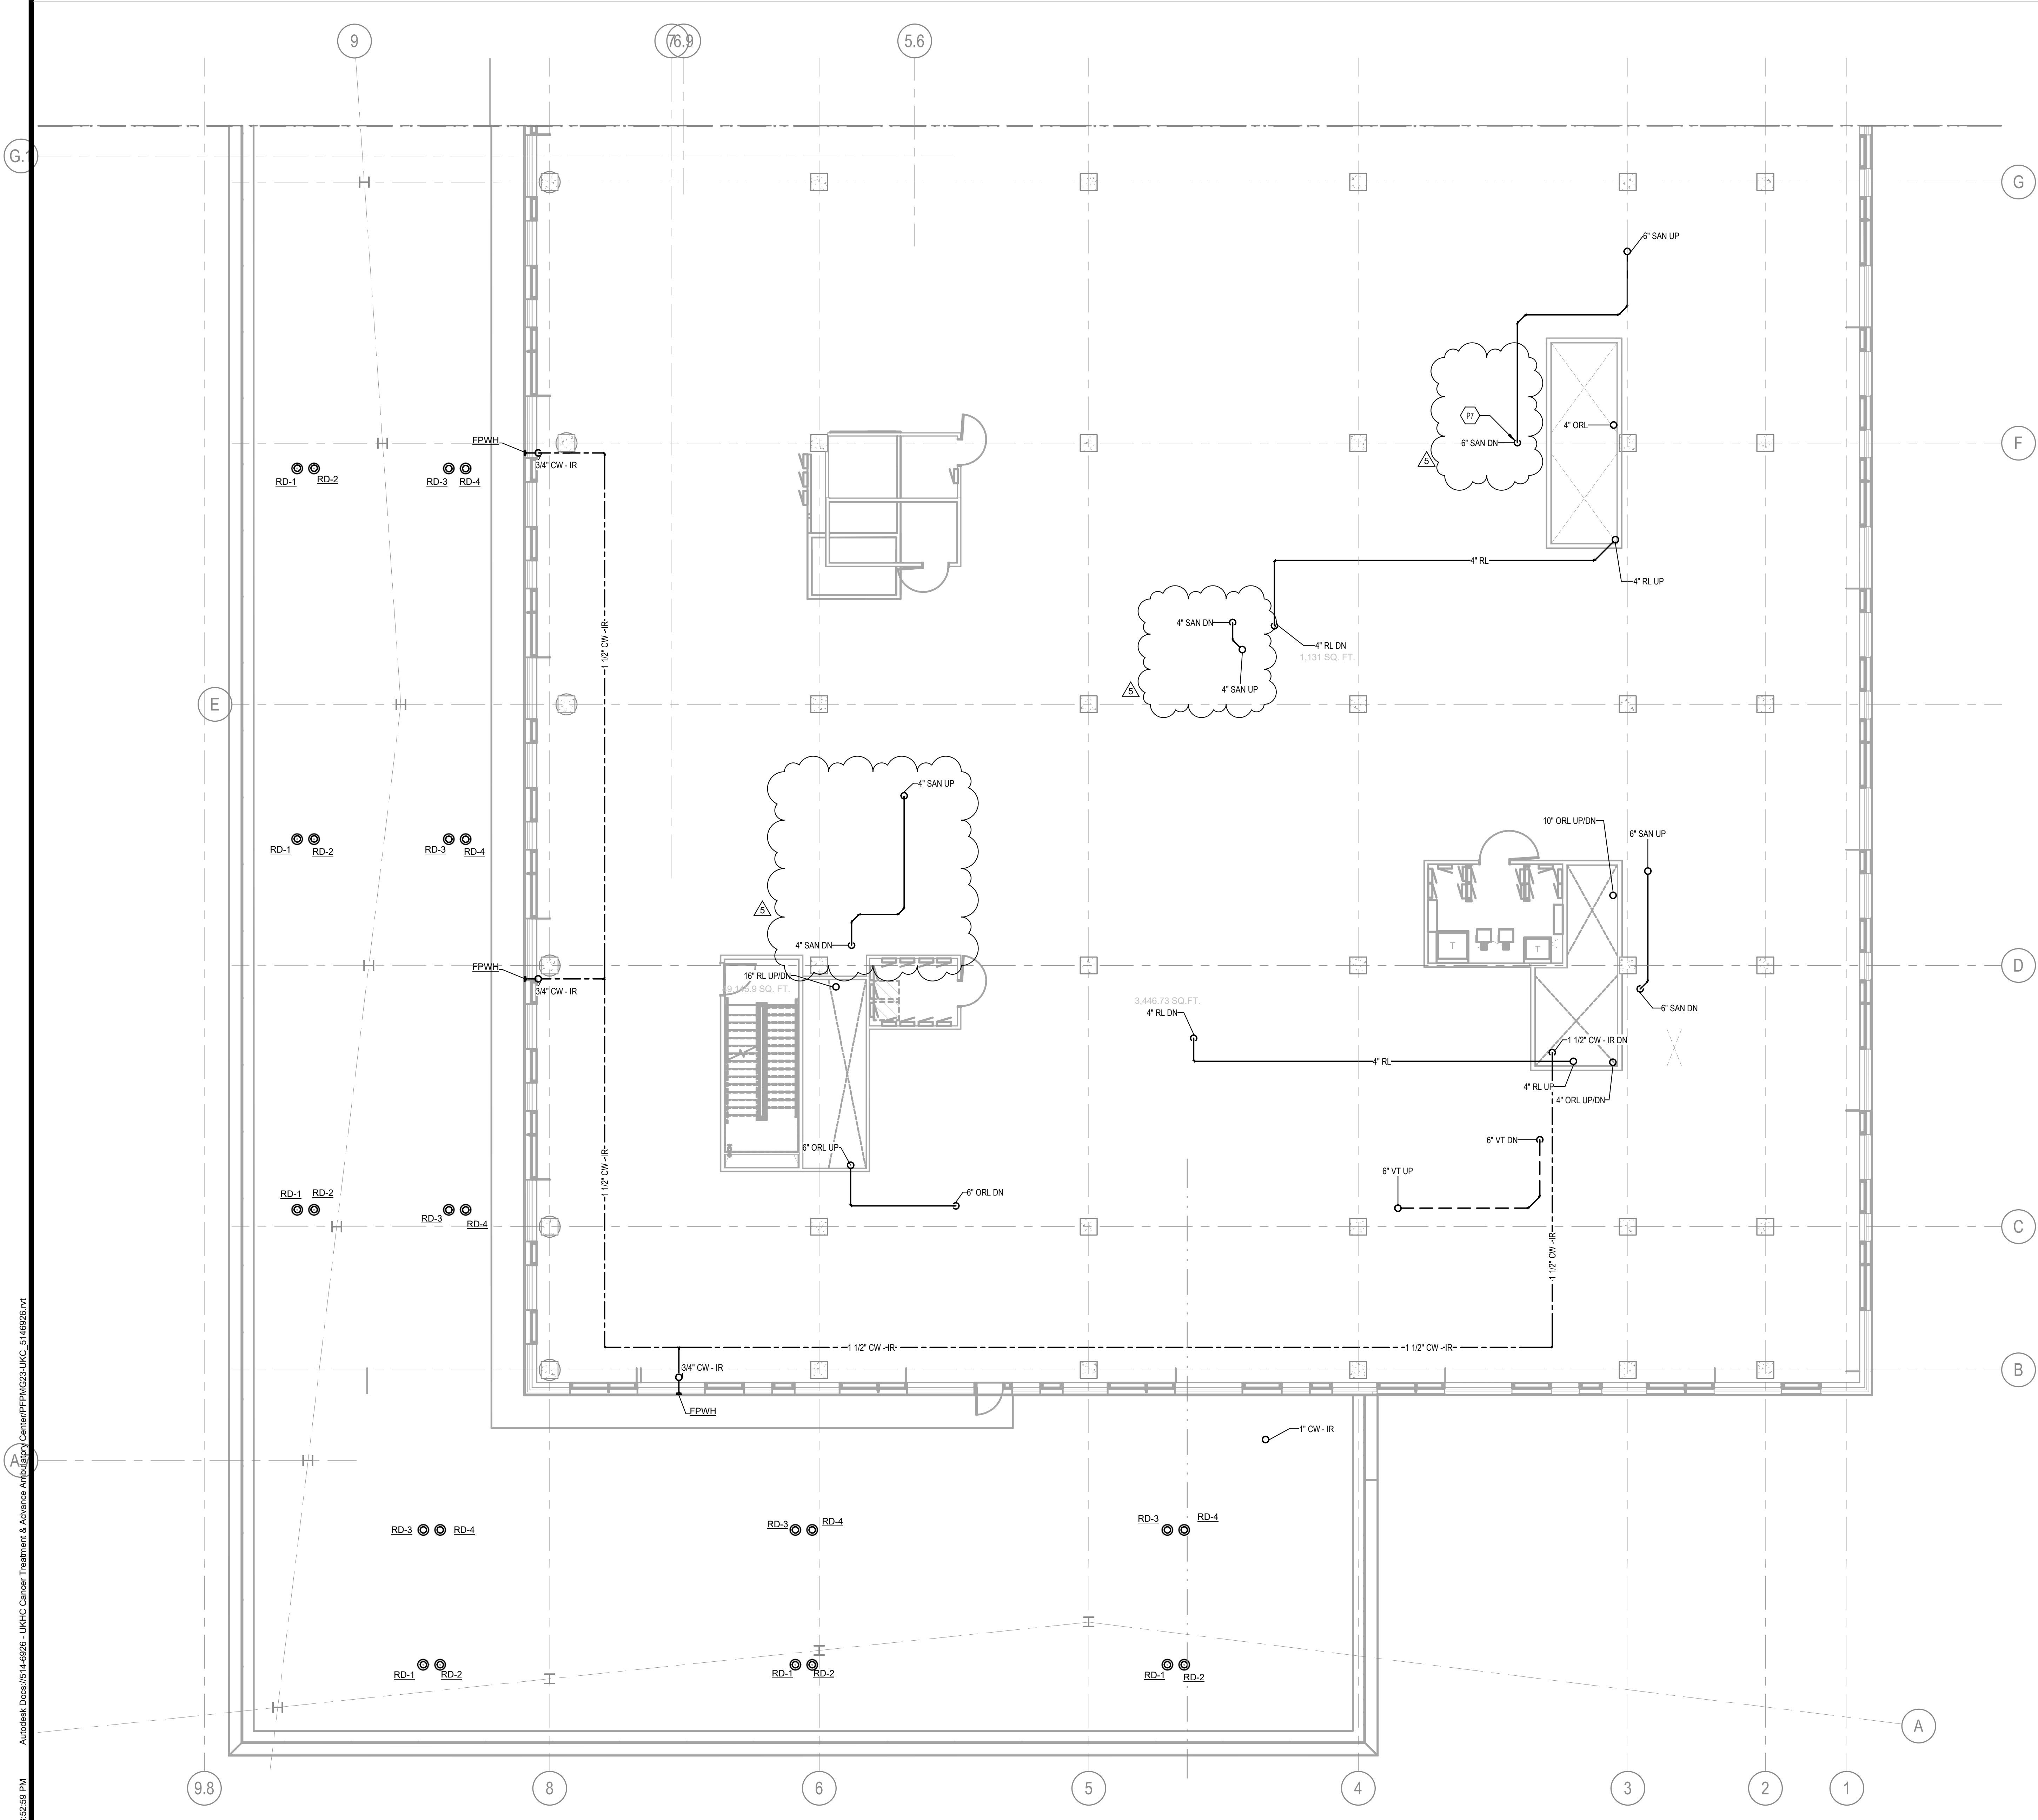 9
7
6.9
5.6
G
6" SAN UP
P7
4" ORL
6" SAN DN
F
5
FPWH
3/4" CW - IR
RD-1
RD-2
RD-3
RD-4
4" RL
4" RL UP
4" SAN DN
4" RL DN
1,131 SQ. FT.
4" SAN UP
5
1 1/2" CW - IR
E
4" SAN UP
10" ORL UP/DN
6" SAN UP
RD-1
RD-2
RD-3
RD-4
5
4" SAN DN
T
T
D
FPWH
3/4" CW - IR
16" RL UP/DN
3,446.73 SQ.FT.
4" RL DN
6" SAN DN
1 1/2" CW - IR DN
4" RL
4" RL UP
4" ORL UP/DN
6" VT DN
6" ORL UP
6" VT UP
1 1/2" CW - IR
6" ORL DN
RD-1
RD-2
RD-3
RD-4
C
1 1/2" CW - IR
1 1/2" CW - IR
1 1/2" CW - IR
3/4" CW - IR
B
FPWH
1" CW - IR
RD-3
RD-4
RD-3
RD-4
RD-3
RD-4
RD-1
RD-2
RD-1
RD-2
RD-1
RD-2
A
9.8
8
6
5
4
3
2
1
:52:59 PM
Autodesk Docs://514-6926 - UKHC Cancer Treatment & Advance Ambulatory Center/PFPMG23-UKC_5146926.rvt